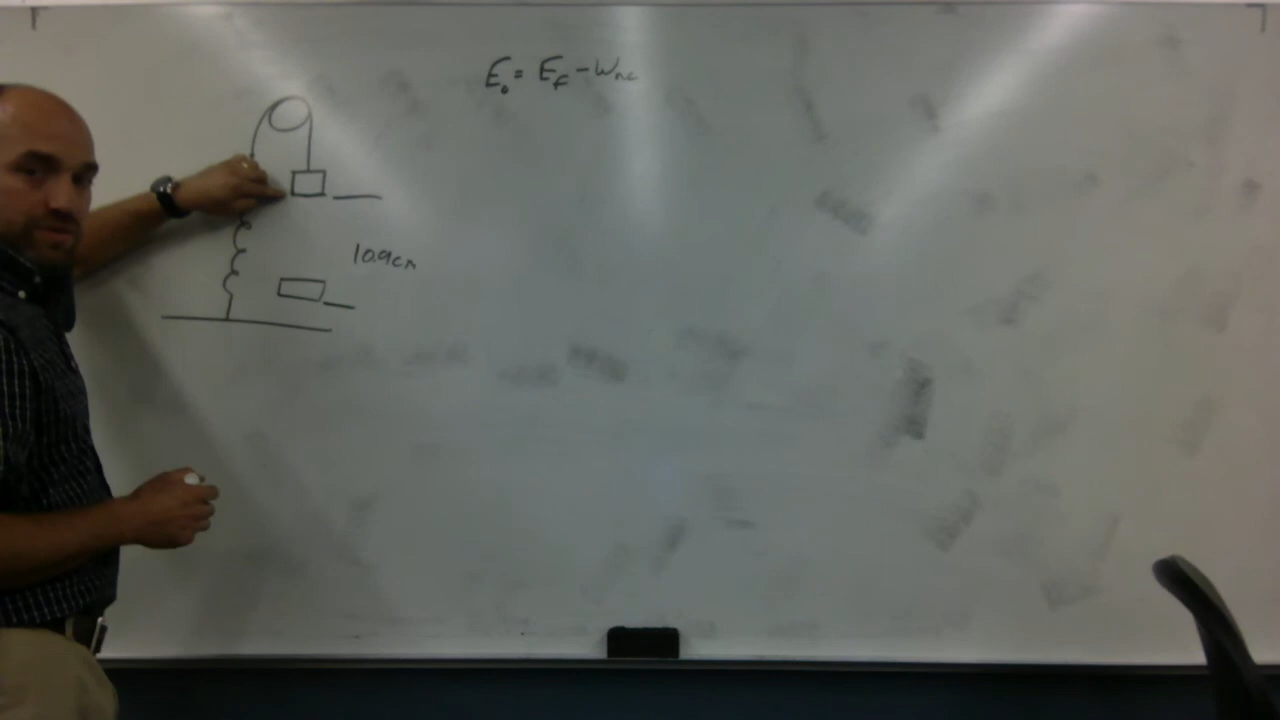 E₀ = E_f - W_nc
10.9cm